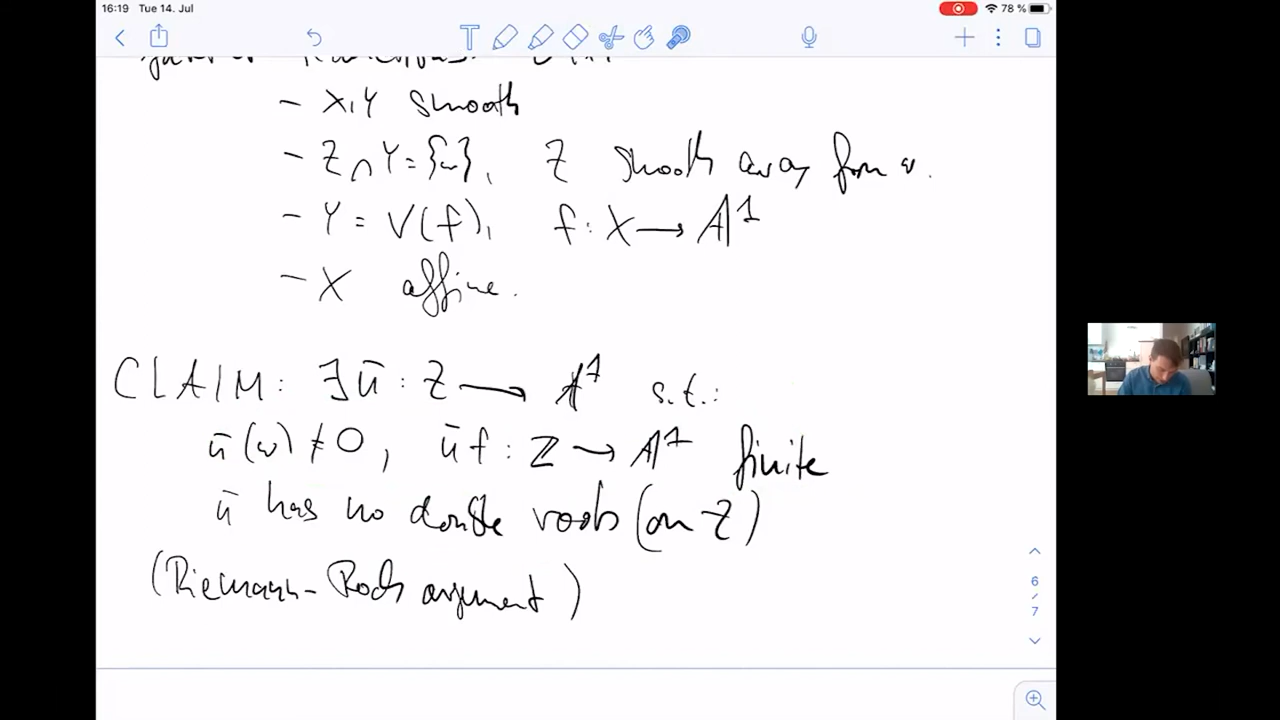 16:19 Tue 14. Jul 78 %
- X, Y smooth
- Z ∩ Y = {w}, Z smooth away from w.
- Y = V(f), f : X → A¹
- X affine.
CLAIM: ∃ ū : Z → A¹ s.t.:
ū(w) ≠ 0, ūf : Z → A¹ finite
ū has no double roots (on Z)
(Riemann-Roch argument)
6
/
7